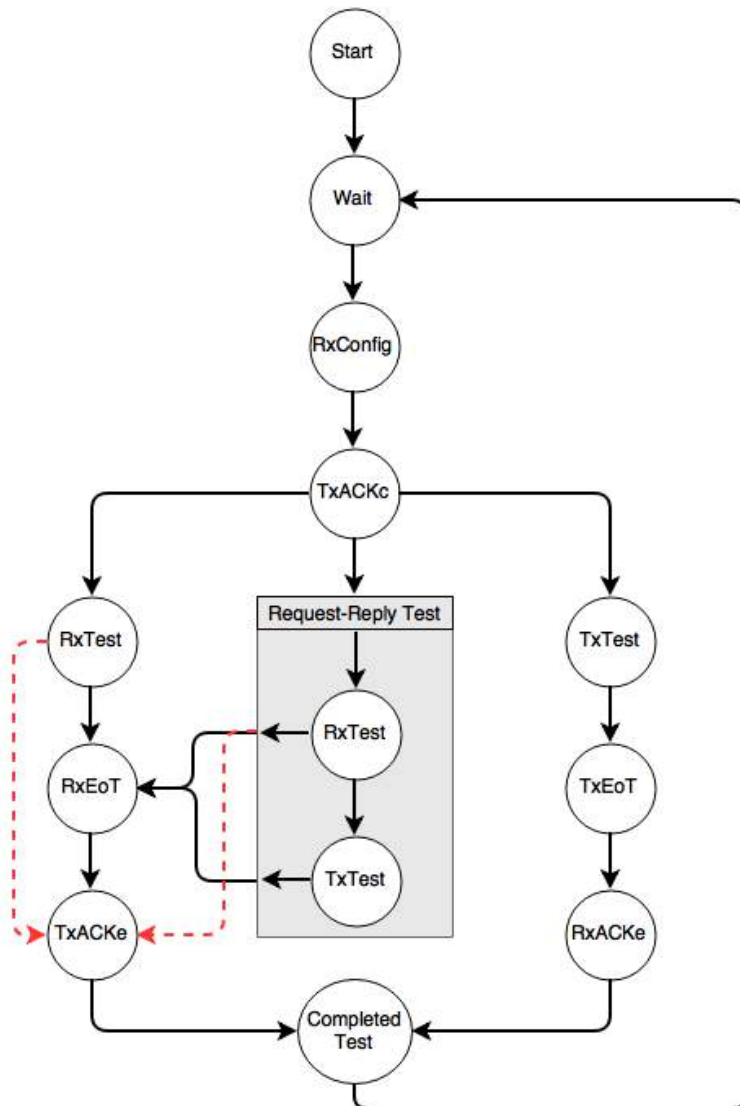 Start
Wait
RxConfig
TxACKc
Request-Reply Test
RxTest
TxTest
RxTest
RxEoT
TxEoT
TxTest
TxACKe
RxACKe
Completed
Test